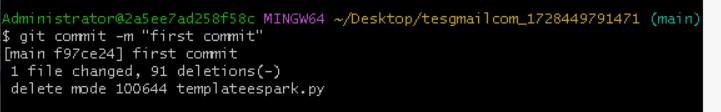 Administrator@2a5ee7ad258f58c MINGW64 ~/Desktop/tesgmailcom_1728449791471 (main)
$ git commit -m "first commit"
[main f97ce24] first commit
 1 file changed, 91 deletions(-)
 delete mode 100644 templateespark.py